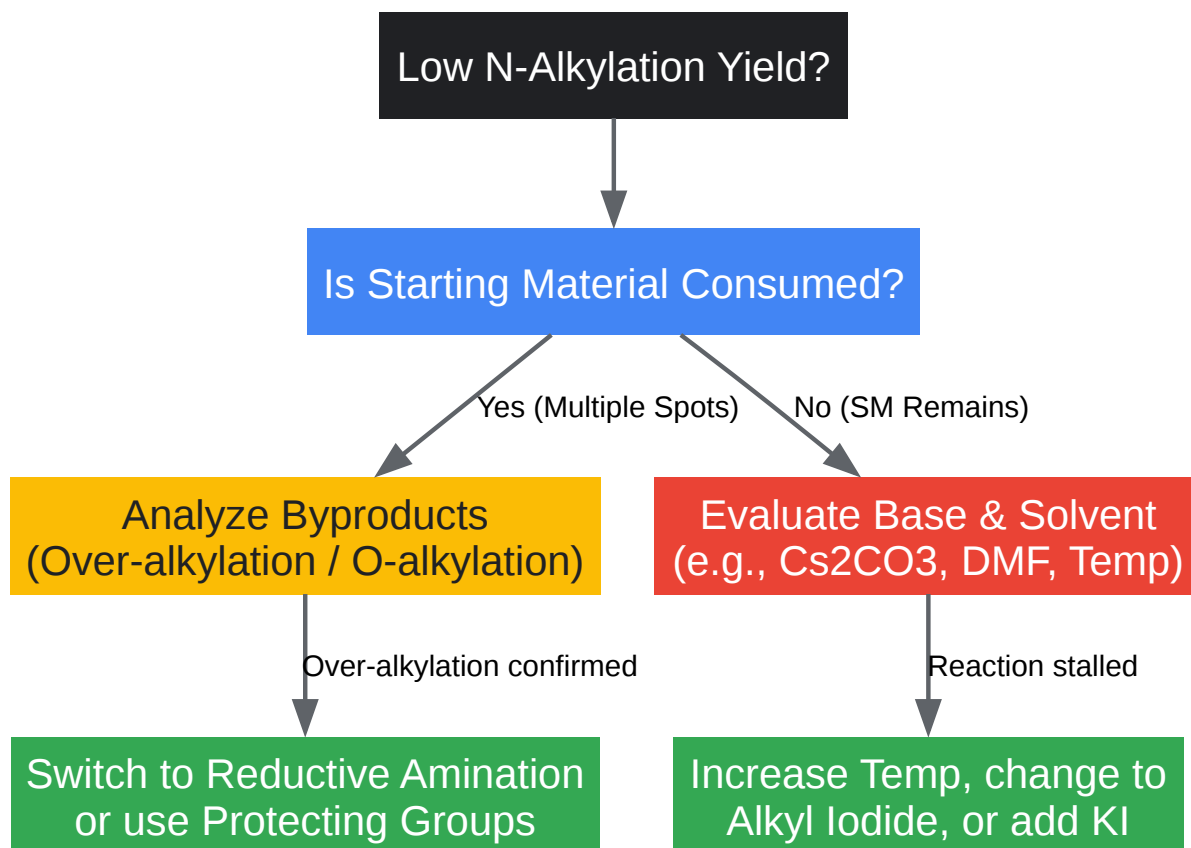 Low N-Alkylation Yield?
Is Starting Material Consumed?
Yes (Multiple Spots)
No (SM Remains)
Analyze Byproducts
(Over-alkylation / O-alkylation)
Evaluate Base & Solvent
(e.g., Cs2CO3, DMF, Temp)
Over-alkylation confirmed
Reaction stalled
Switch to Reductive Amination
or use Protecting Groups
Increase Temp, change to
Alkyl Iodide, or add KI